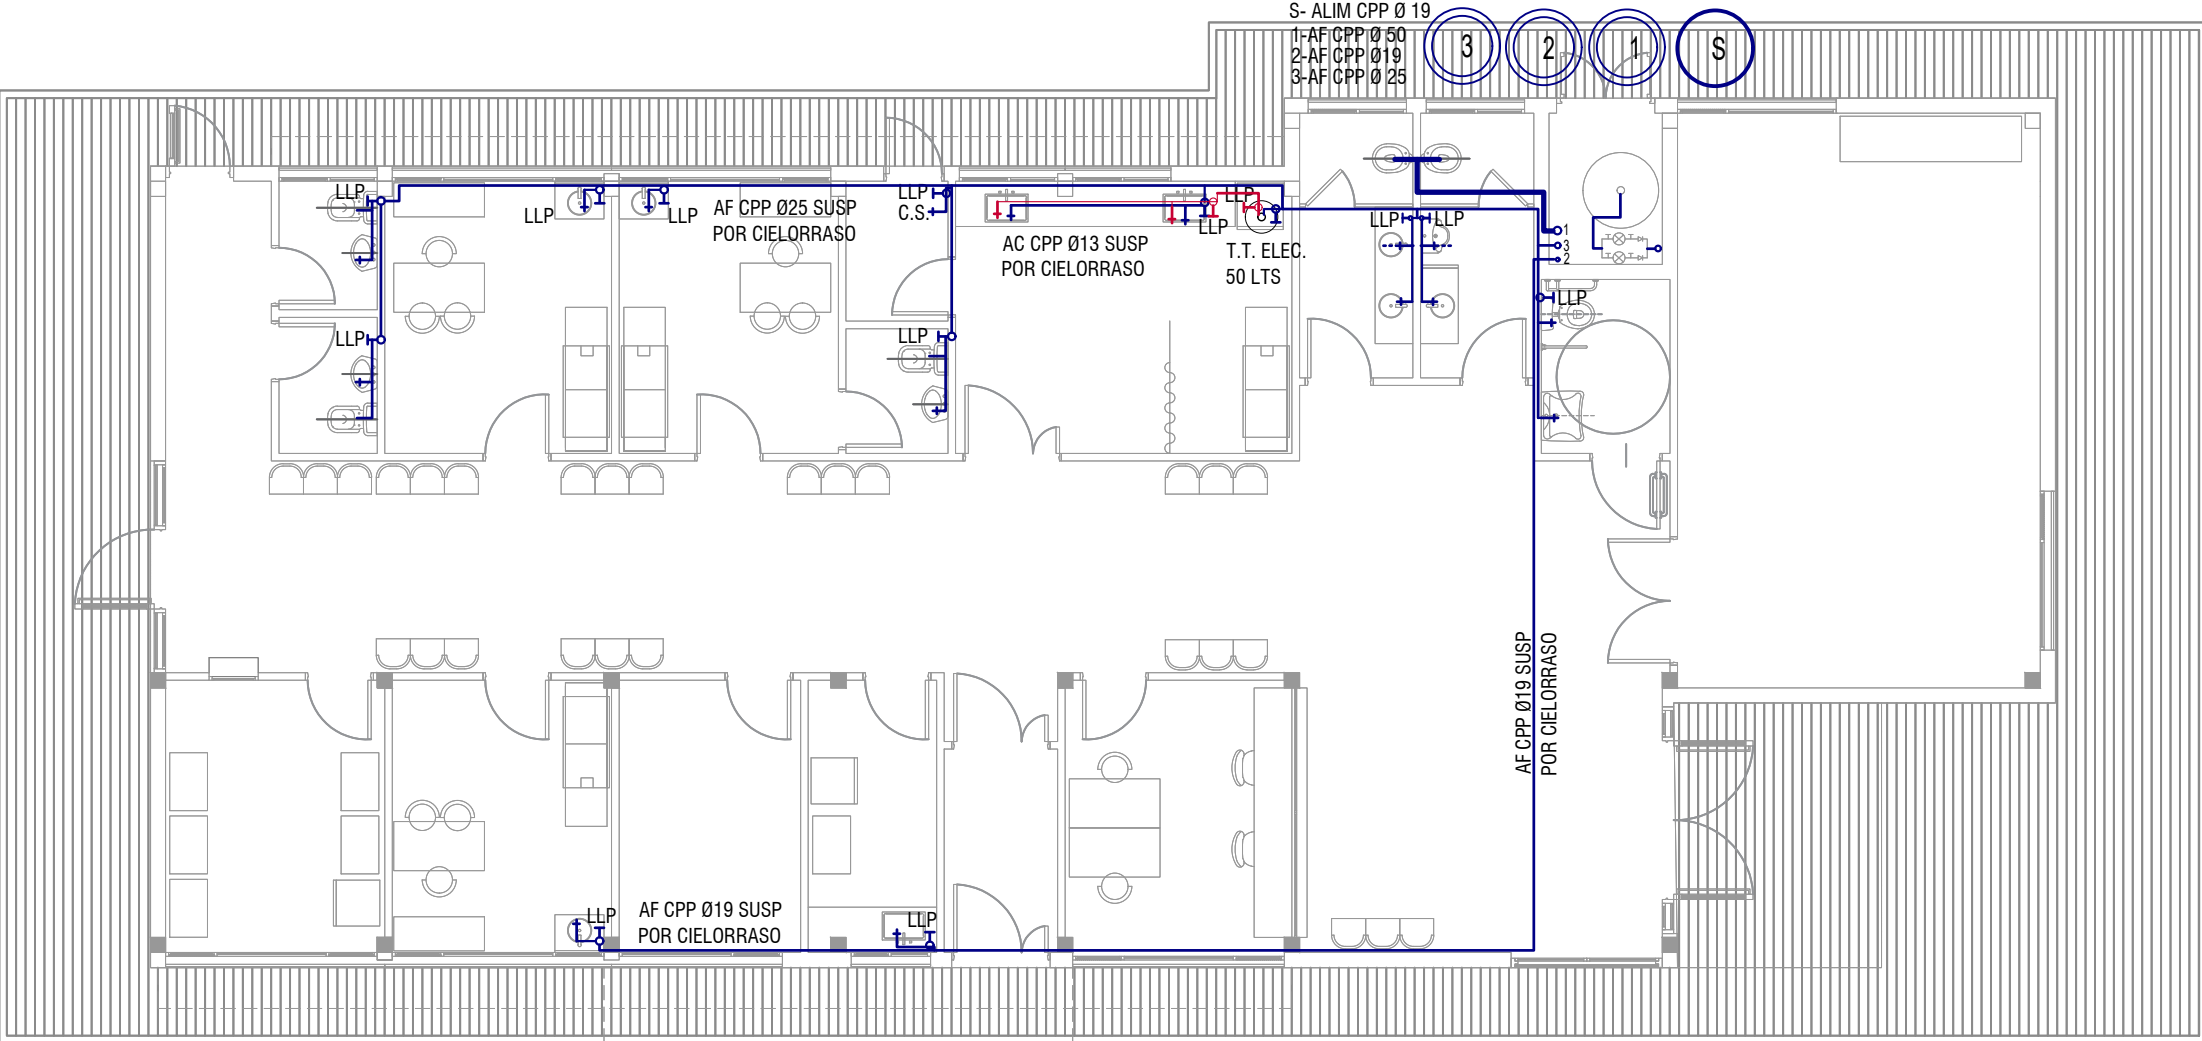 S- ALIM CPP Ø 19
1-AF CPP Ø 50
2-AF CPP Ø19
3-AF CPP Ø 25
3
2
1
S
LLP
LLP
LLP
AF CPP Ø25 SUSP
POR CIELORRASO
LLP
C.S.
LLP
LLP
AC CPP Ø13 SUSP
POR CIELORRASO
T.T. ELEC.
50 LTS
LLP
LLP
1
3
2
LLP
LLP
LLP
AF CPP Ø19 SUSP
POR CIELORRASO
LLP
AF CPP Ø19 SUSP
POR CIELORRASO
LLP